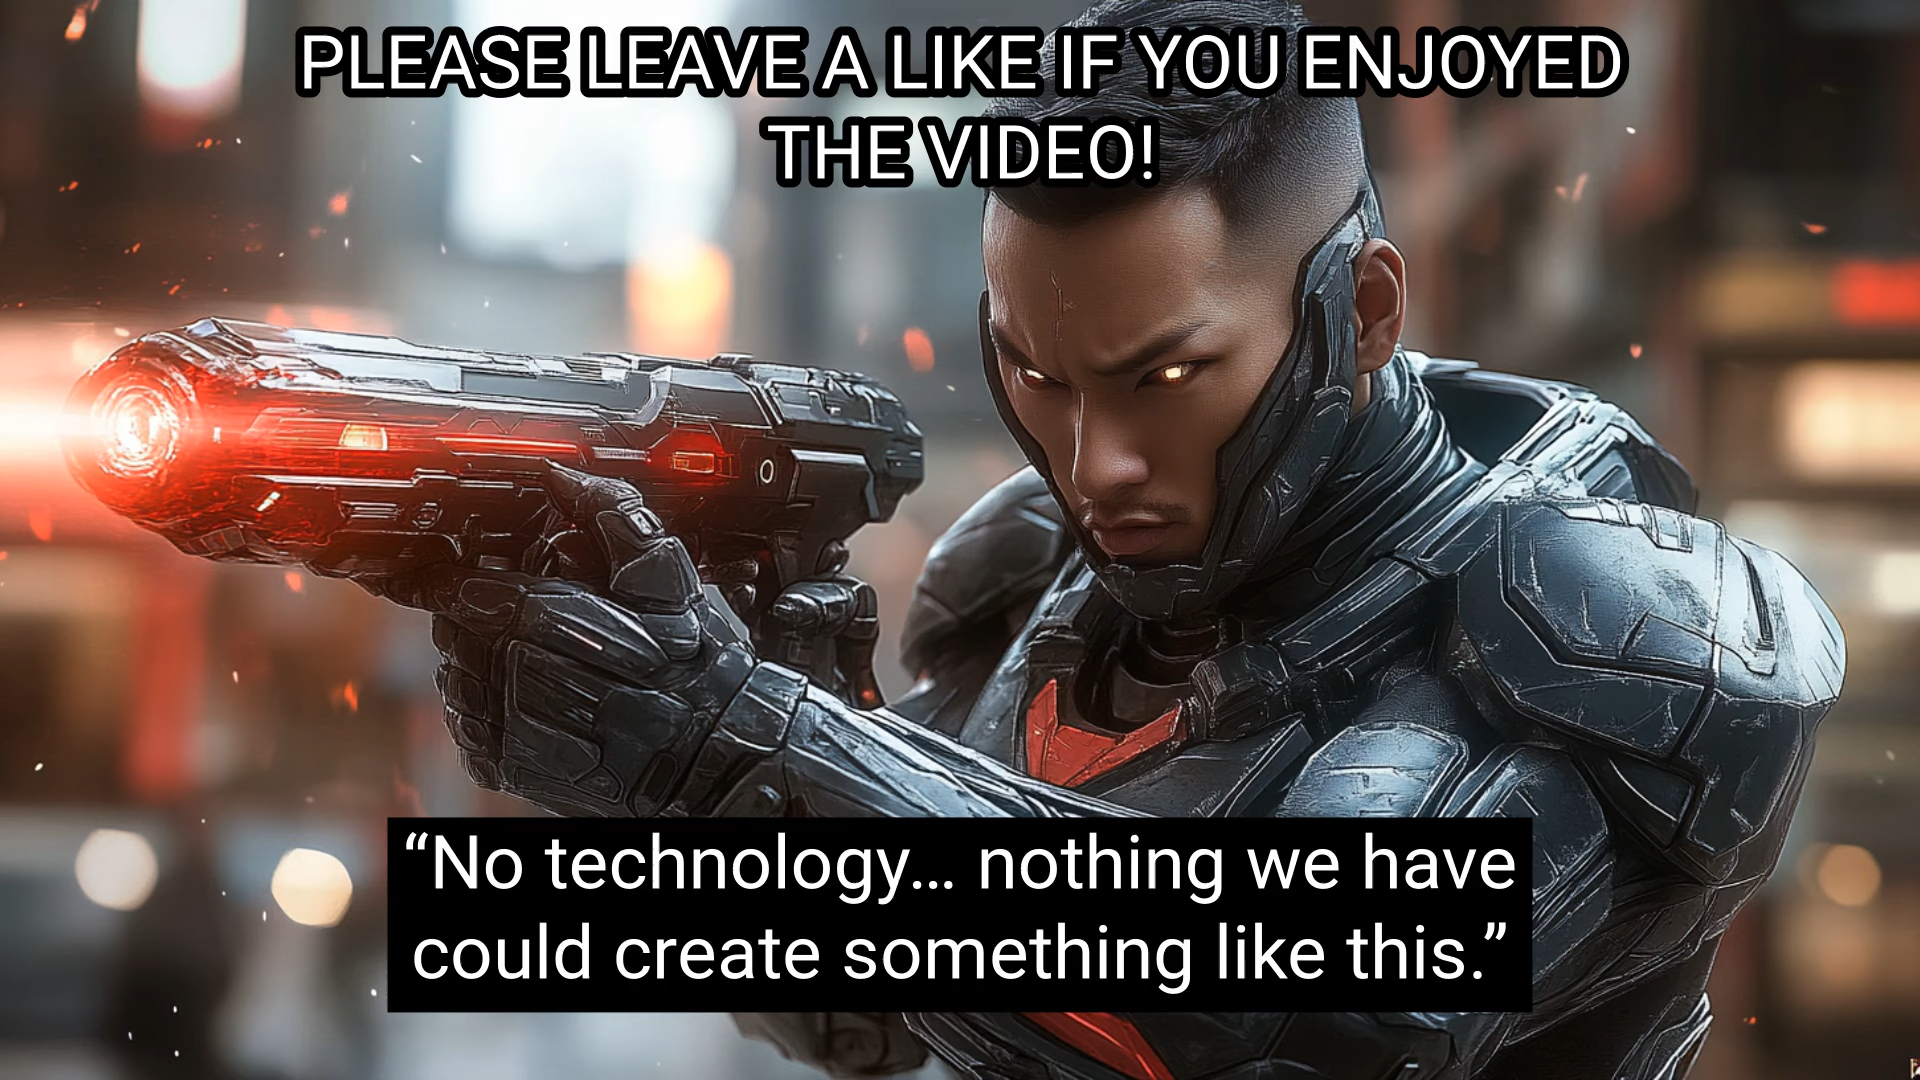 PLEASE LEAVE A LIKE IF YOU ENJOYED
THE VIDEO!
“No technology… nothing we have
could create something like this.”